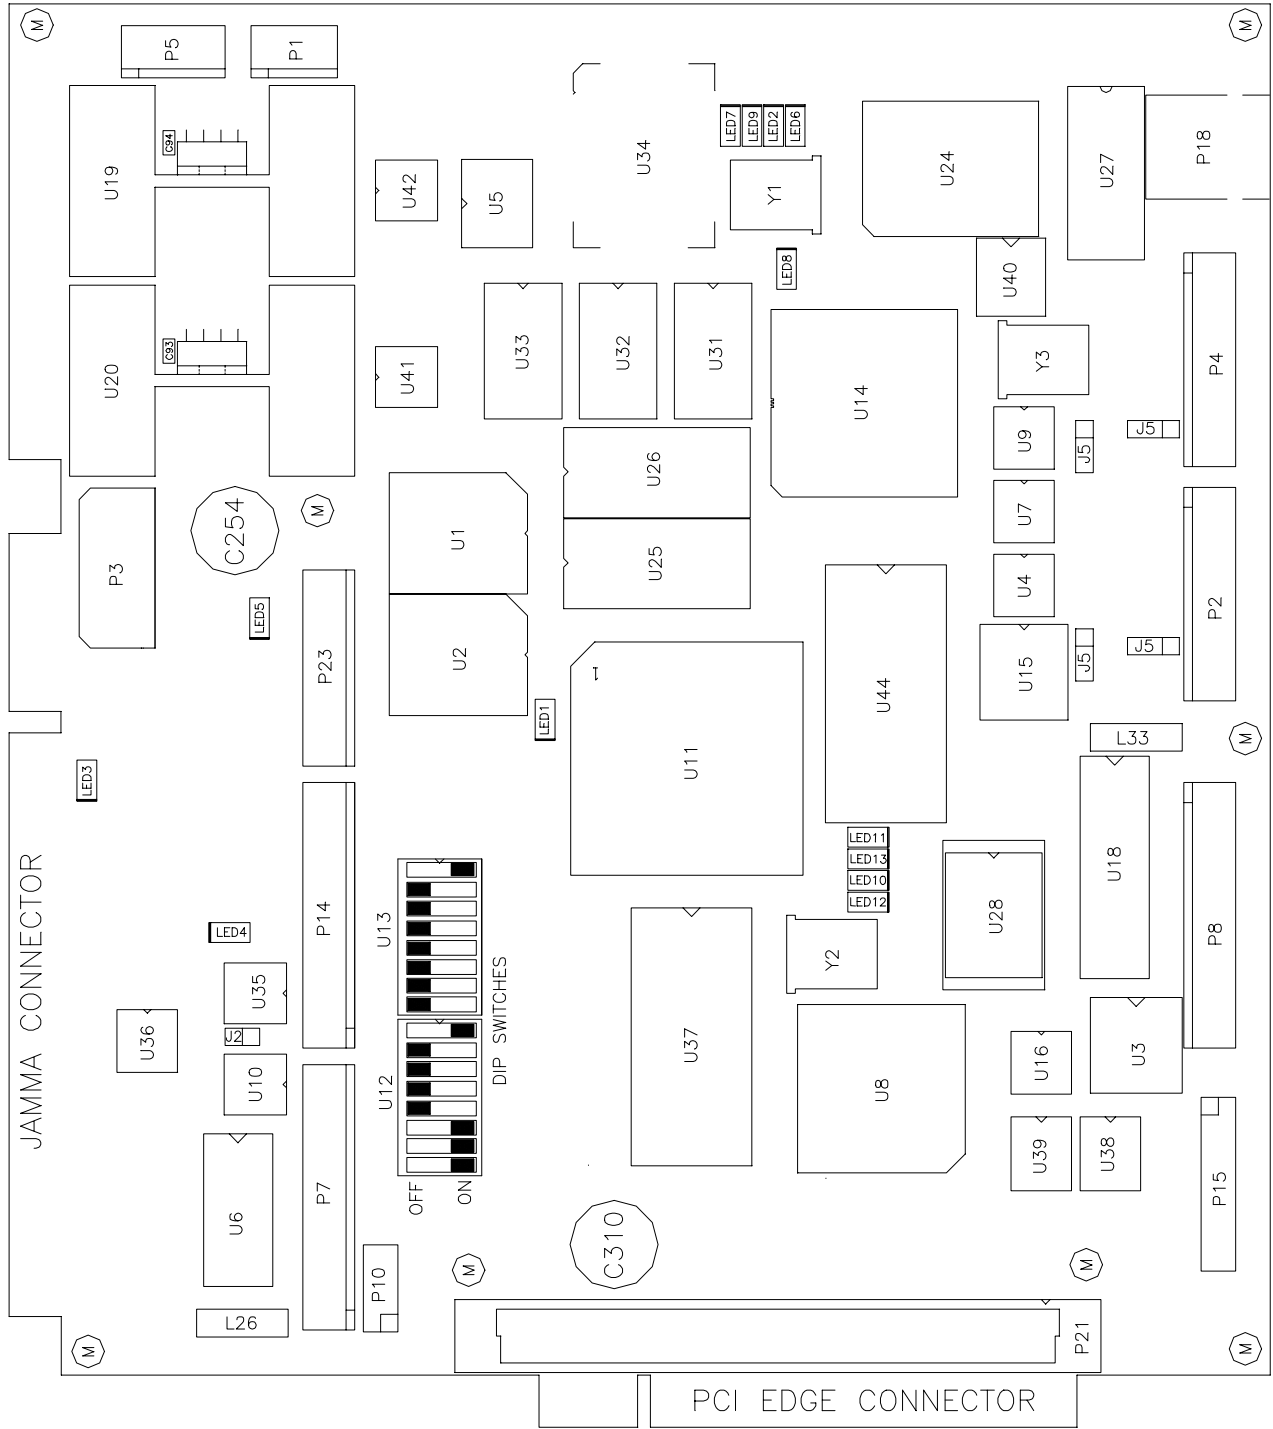 M
P5
P1
M
U19
C94
U42
U5
U34
LED7
LED9
LED2
LED6
Y1
U24
U27
P18
LED8
U40
U20
C93
U41
U33
U32
U31
U14
Y3
P4
U9
J5
J5
P3
C254
M
U1
U26
U25
U7
U4
P2
LED5
P23
U2
LED1
1
U11
U44
U15
J5
J5
L33
M
LED3
JAMMA CONNECTOR
LED4
P14
U13
DIP SWITCHES
LED11
LED13
LED10
LED12
U28
U18
P8
U36
U35
J2
U10
U12
OFF
ON
U37
Y2
U8
U16
U3
U39
U38
P15
U6
P7
P10
L26
C310
M
M
M
P21
M
PCI EDGE CONNECTOR